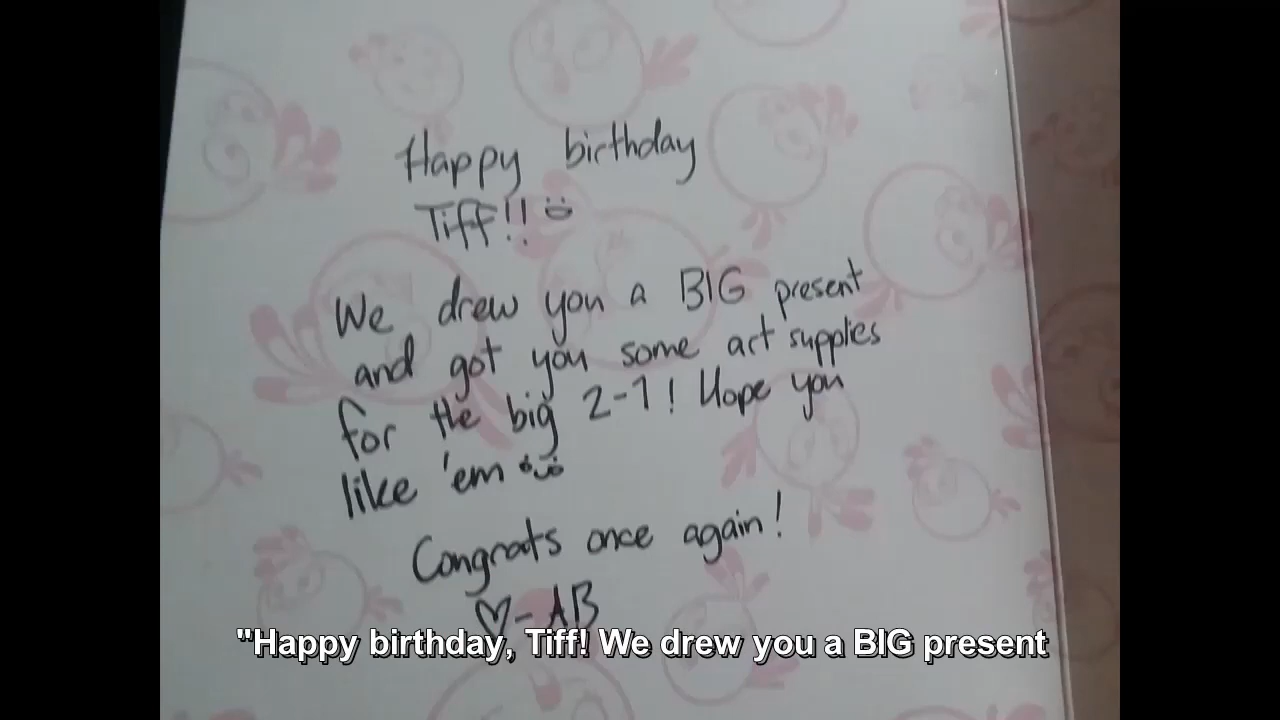 Happy birthday
Tiff!!
We drew you a BIG present
and got you some art supplies
for the big 2-1! Hope you
like 'em
Congrats once again!
♡-AB
"Happy birthday, Tiff! We drew you a BIG present